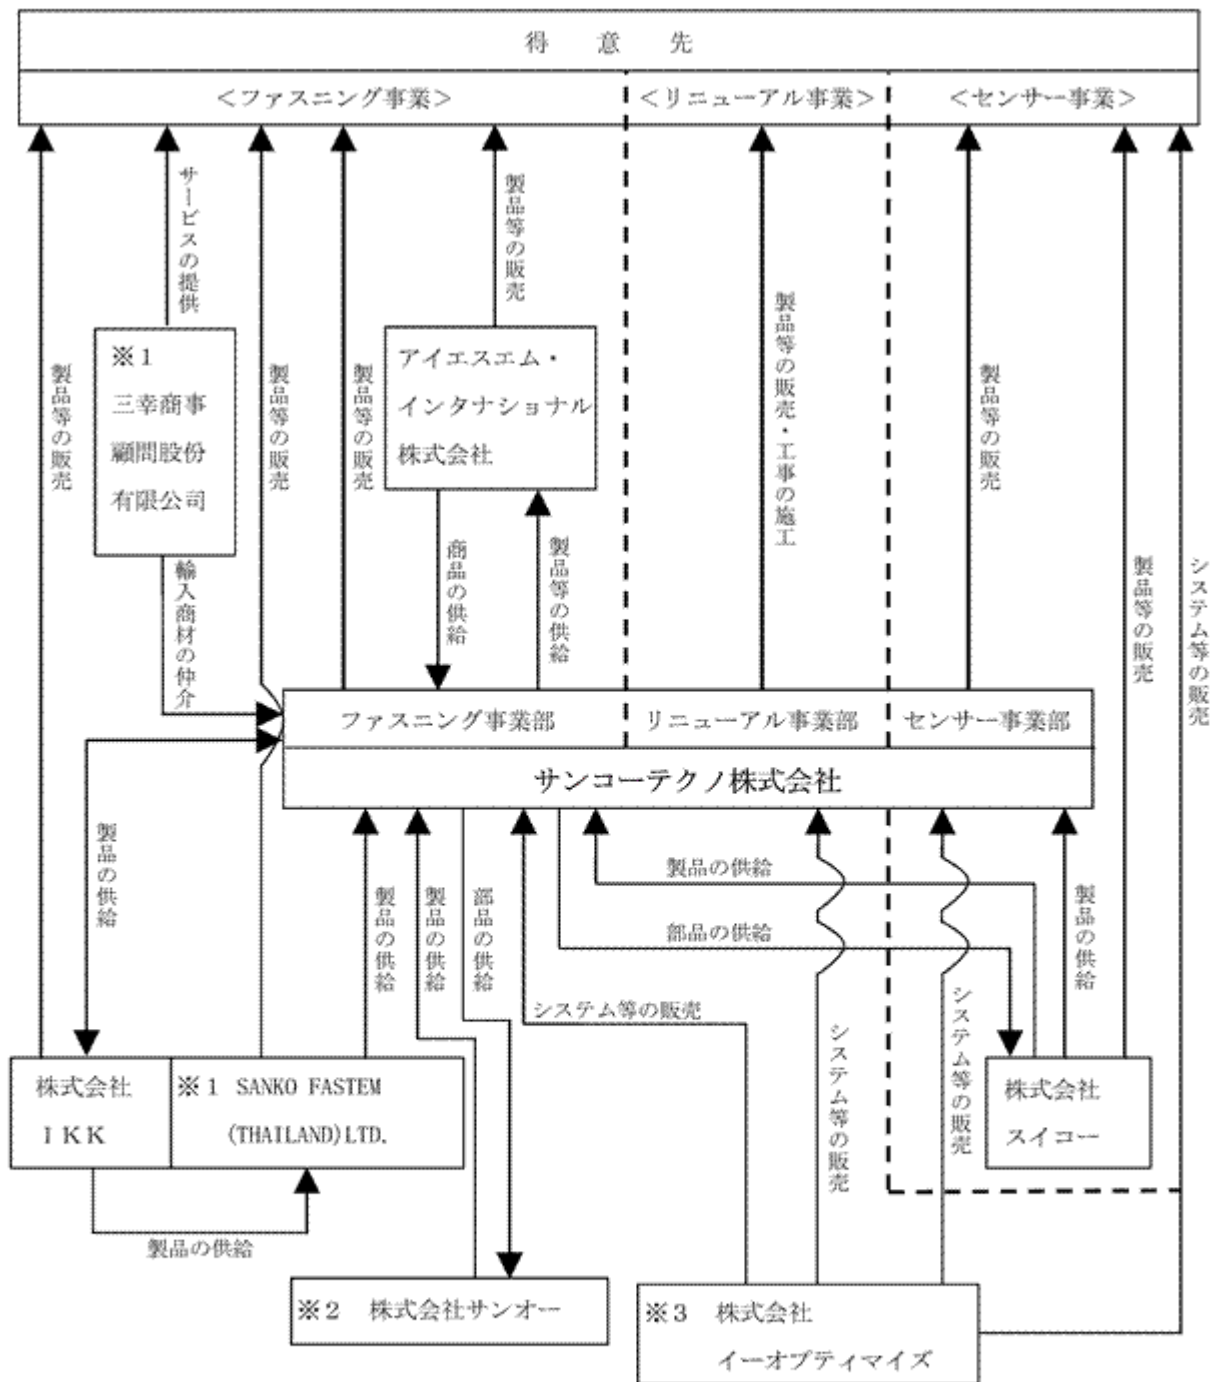 得意先
＜ファスニング事業＞
＜リニューアル事業＞
＜センサー事業＞
サービスの提供
製品等の販売
※１
三幸商事
顧問股份
有限公司
アイエスエム・
インタナショナル
株式会社
製品等の販売
製品等の販売
製品等の販売
製品等の販売・工事の施工
製品等の販売
製品等の販売
システム等の販売
輸入商材の仲介
商品の供給
製品等の供給
ファスニング事業部
リニューアル事業部
センサー事業部
サンコーテクノ株式会社
製品の供給
製品の供給
製品の供給
部品の供給
製品の供給
部品の供給
製品の供給
システム等の販売
システム等の販売
システム等の販売
株式会社
ＩＫＫ
※１ SANKO FASTEM
(THAILAND)LTD.
株式会社
スイコー
製品の供給
※２ 株式会社サンオー
※３ 株式会社
イーオプティマイズ